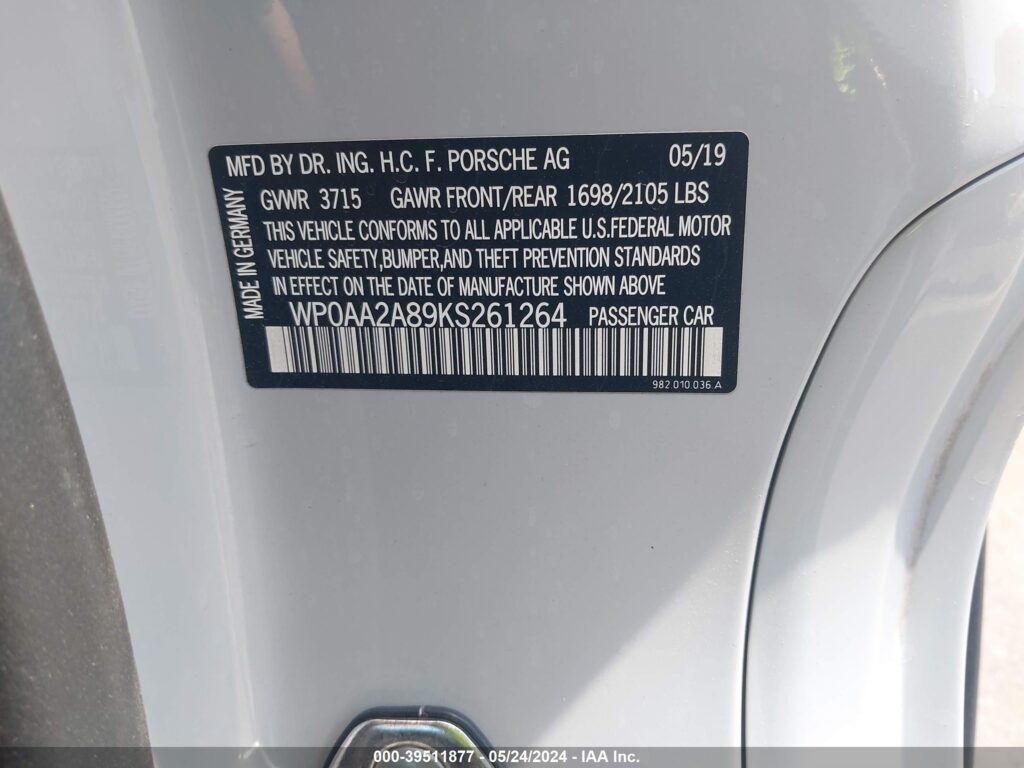 MFD BY DR. ING. H.C. F. PORSCHE AG 05/19
GVWR 3715 GAWR FRONT/REAR 1698/2105 LBS
THIS VEHICLE CONFORMS TO ALL APPLICABLE U.S.FEDERAL MOTOR
VEHICLE SAFETY,BUMPER,AND THEFT PREVENTION STANDARDS
IN EFFECT ON THE DATE OF MANUFACTURE SHOWN ABOVE
WP0AA2A89KS261264 PASSENGER CAR
982.010.036.A
MADE IN GERMANY
000-39511877 - 05/24/2024 - IAA Inc.